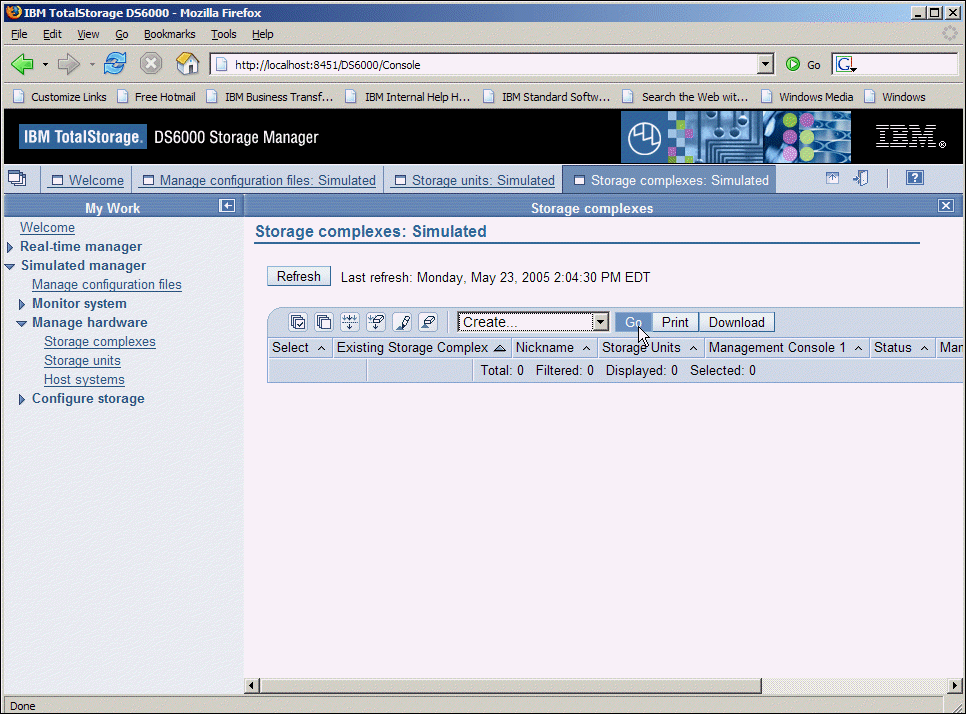 IBM TotalStorage DS6000 - Mozilla Firefox
File Edit View Go Bookmarks Tools Help
http://localhost:8451/DS6000/Console Go G
Customize Links Free Hotmail IBM Business Transf... IBM Internal Help H... IBM Standard Softw... Search the Web wit... Windows Media Windows
IBM TotalStorage. DS6000 Storage Manager IBM
Welcome Manage configuration files: Simulated Storage units: Simulated Storage complexes: Simulated ?
My Work
Storage complexes
Welcome
Real-time manager
Simulated manager
Manage configuration files
Monitor system
Manage hardware
Storage complexes
Storage units
Host systems
Configure storage
Storage complexes: Simulated
Refresh Last refresh: Monday, May 23, 2005 2:04:30 PM EDT
Create... Go Print Download
Select Existing Storage Complex Nickname Storage Units Management Console 1 Status Man
Total: 0 Filtered: 0 Displayed: 0 Selected: 0
Done